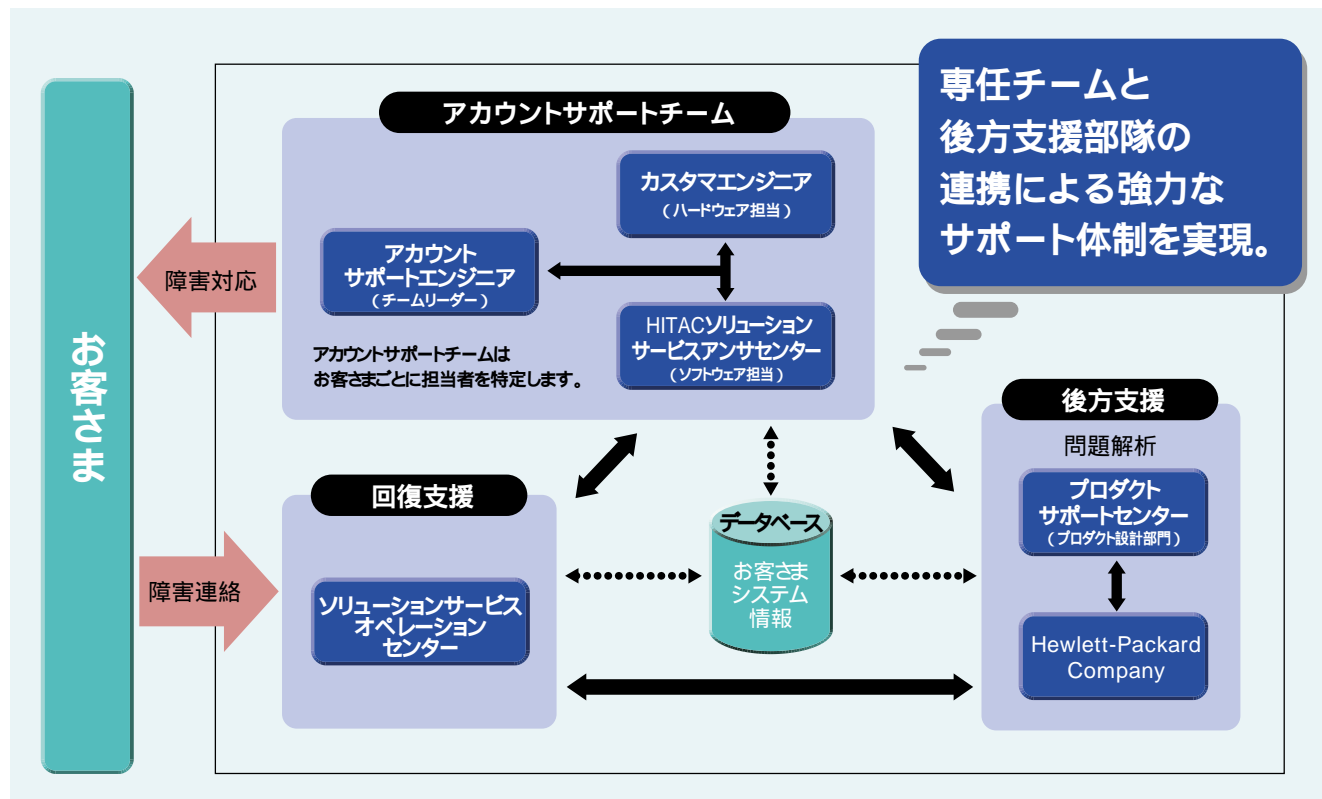 専任チームと
後方支援部隊の
連携による強力な
サポート体制を実現。
お客さま
障害対応
障害連絡
アカウントサポートチーム
カスタマエンジニア
(ハードウェア担当)
アカウント
サポートエンジニア
(チームリーダー)
HITACソリューション
サービスアンサセンター
(ソフトウェア担当)
アカウントサポートチームは
お客さまごとに担当者を特定します。
回復支援
ソリューションサービス
オペレーション
センター
データベース
お客さま
システム
情報
後方支援
問題解析
プロダクト
サポートセンター
(プロダクト設計部門)
Hewlett-Packard
Company